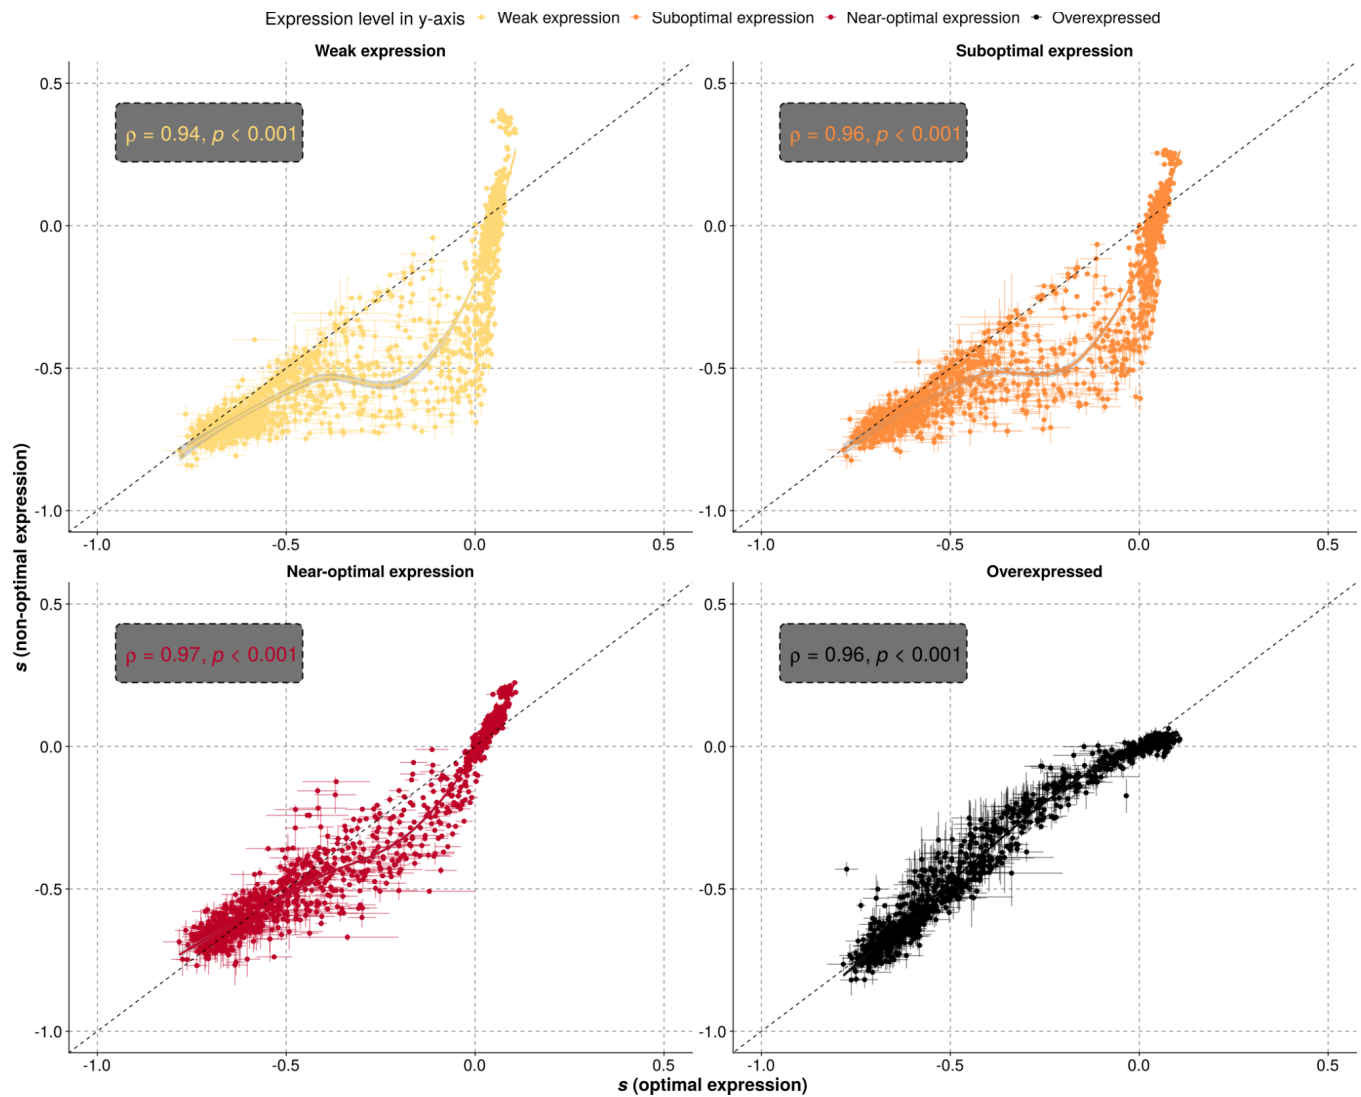 Expression level in y-axis Weak expression Suboptimal expression Near-optimal expression Overexpressed
Weak expression
0.5
0.0
-0.5
-1.0
ρ = 0.94, p < 0.001
-1.0 -0.5 0.0 0.5
Suboptimal expression
0.5
0.0
-0.5
-1.0
ρ = 0.96, p < 0.001
-1.0 -0.5 0.0 0.5
s (non-optimal expression)
Near-optimal expression
0.5
0.0
-0.5
-1.0
ρ = 0.97, p < 0.001
-1.0 -0.5 0.0 0.5
Overexpressed
0.5
0.0
-0.5
-1.0
ρ = 0.96, p < 0.001
-1.0 -0.5 0.0 0.5
s (optimal expression)